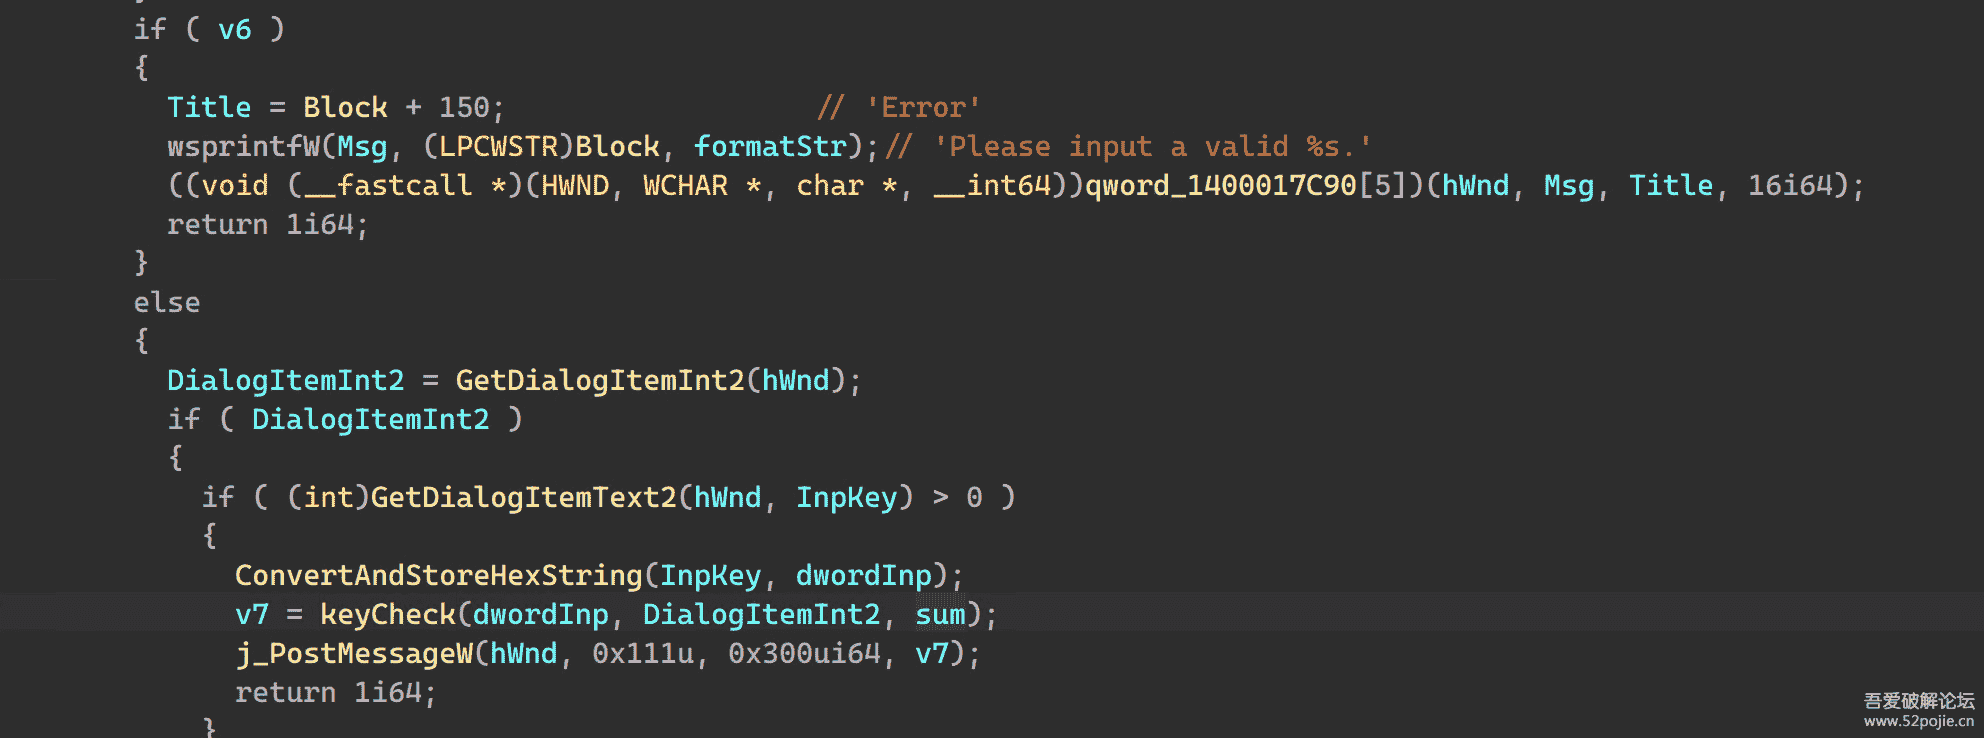 if ( v6 )
{
Title = Block + 150; // 'Error'
wsprintfW(Msg, (LPCWSTR)Block, formatStr);// 'Please input a valid %s.'
((void (__fastcall *)(HWND, WCHAR *, char *, __int64))qword_1400017C90[5])(hWnd, Msg, Title, 16i64);
return 1i64;
}
else
{
DialogItemInt2 = GetDialogItemInt2(hWnd);
if ( DialogItemInt2 )
{
if ( (int)GetDialogItemText2(hWnd, InpKey) > 0 )
{
ConvertAndStoreHexString(InpKey, dwordInp);
v7 = keyCheck(dwordInp, DialogItemInt2, sum);
j_PostMessageW(hWnd, 0x111u, 0x300ui64, v7);
return 1i64;
}
吾爱破解论坛
www.52pojie.cn